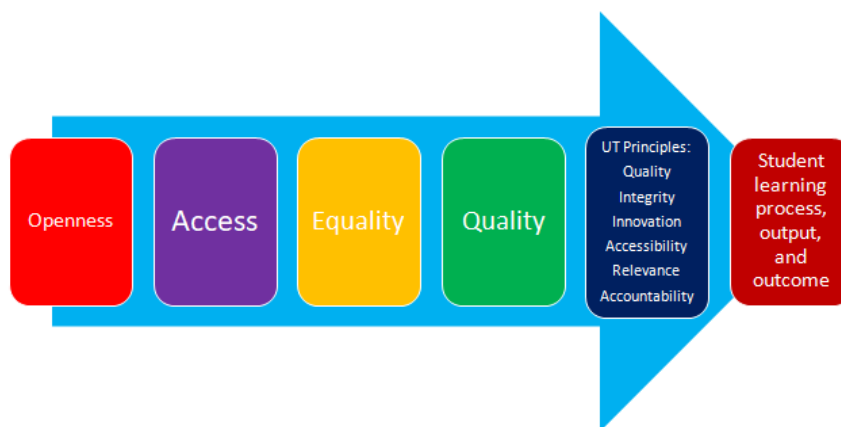 Openness
Access
Equality
Quality
UT Principles:
Quality
Integrity
Innovation
Accessibility
Relevance
Accountability
Student
learning
process,
output,
and
outcome